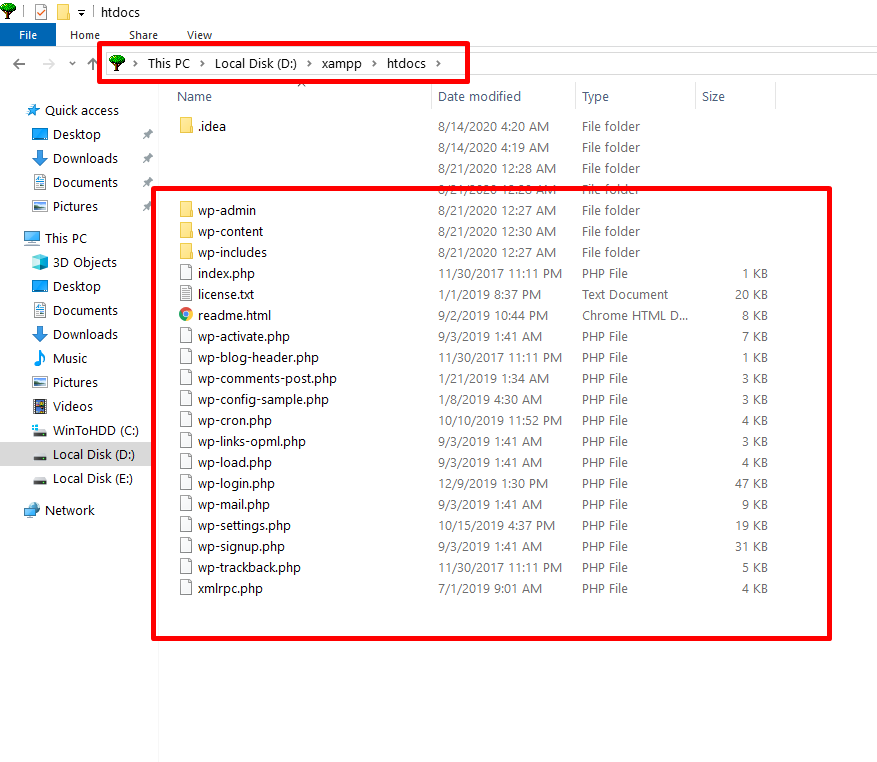 htdocs
File Home Share View
This PC Local Disk (D:) xampp htdocs
Name Date modified Type Size
Quick access
Desktop
Downloads
Documents
Pictures
This PC
3D Objects
Desktop
Documents
Downloads
Music
Pictures
Videos
WinToHDD (C:)
Local Disk (D:)
Local Disk (E:)
Network
.idea 8/14/2020 4:20 AM File folder
8/14/2020 4:19 AM File folder
8/21/2020 12:28 AM File folder
8/21/2020 12:28 AM File folder
wp-admin 8/21/2020 12:27 AM File folder
wp-content 8/21/2020 12:30 AM File folder
wp-includes 8/21/2020 12:27 AM File folder
index.php 11/30/2017 11:11 PM PHP File 1 KB
license.txt 1/1/2019 8:37 PM Text Document 20 KB
readme.html 9/2/2019 10:44 PM Chrome HTML D... 8 KB
wp-activate.php 9/3/2019 1:41 AM PHP File 7 KB
wp-blog-header.php 11/30/2017 11:11 PM PHP File 1 KB
wp-comments-post.php 1/21/2019 1:34 AM PHP File 3 KB
wp-config-sample.php 1/8/2019 4:30 AM PHP File 3 KB
wp-cron.php 10/10/2019 11:52 PM PHP File 4 KB
wp-links-opml.php 9/3/2019 1:41 AM PHP File 3 KB
wp-load.php 9/3/2019 1:41 AM PHP File 4 KB
wp-login.php 12/9/2019 1:30 PM PHP File 47 KB
wp-mail.php 9/3/2019 1:41 AM PHP File 9 KB
wp-settings.php 10/15/2019 4:37 PM PHP File 19 KB
wp-signup.php 9/3/2019 1:41 AM PHP File 31 KB
wp-trackback.php 11/30/2017 11:11 PM PHP File 5 KB
xmlrpc.php 7/1/2019 9:01 AM PHP File 4 KB